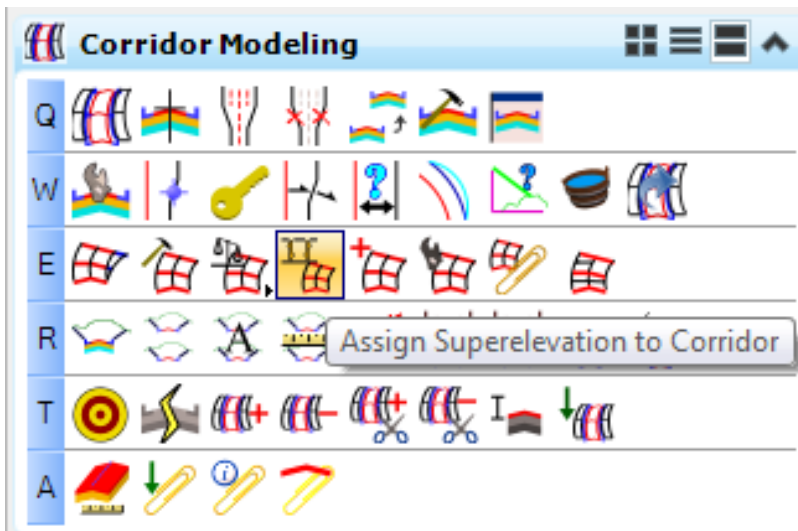 Corridor Modeling
Q
W
E
R
Assign Superelevation to Corridor
T
A